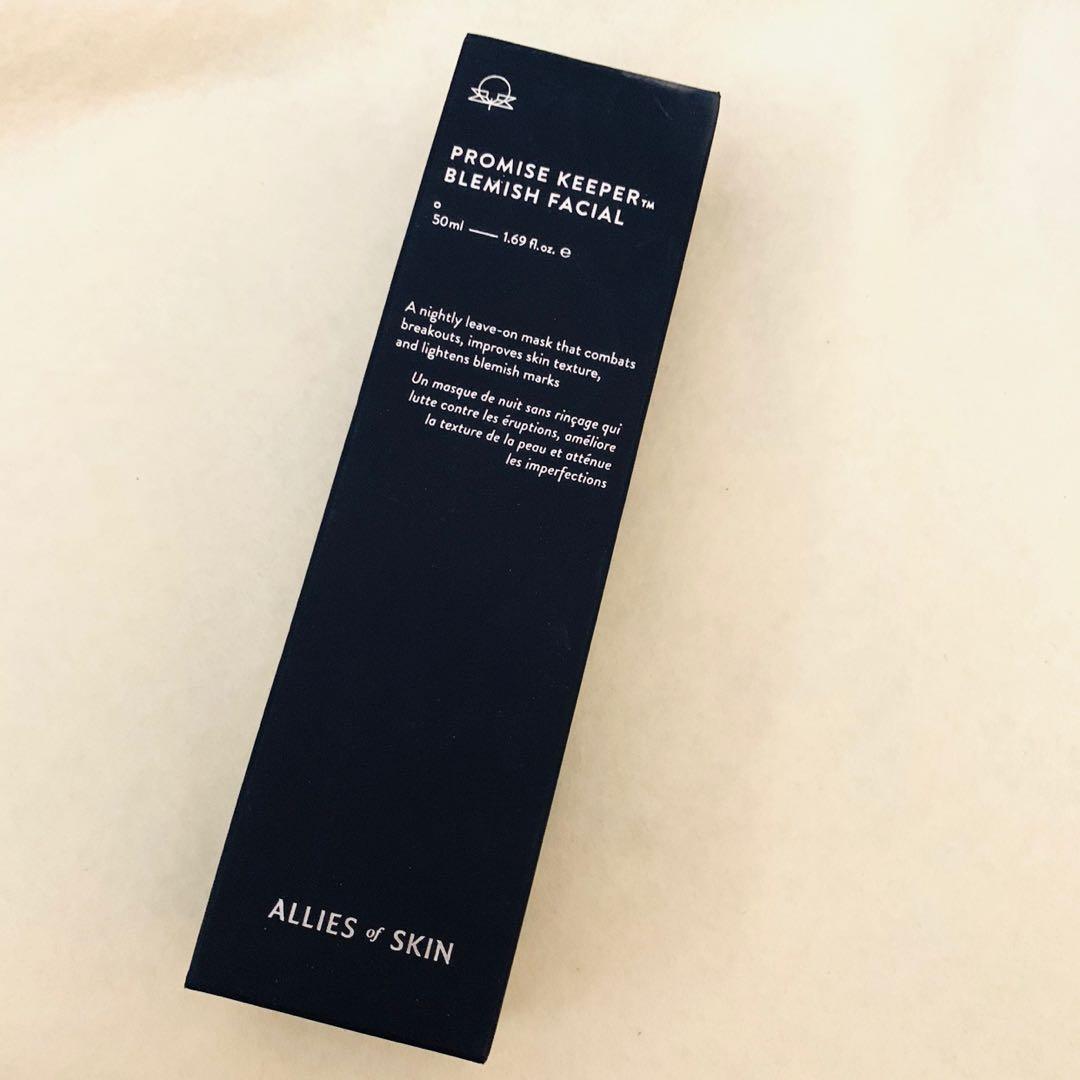 PROMISE KEEPER™
BLEMISH FACIAL
50ml — 1.69 fl.oz. ℮
A nightly leave-on mask that combats
breakouts, improves skin texture,
and lightens blemish marks
Un masque de nuit sans rinçage qui
lutte contre les éruptions, améliore
la texture de la peau et atténue
les imperfections
ALLIES of SKIN